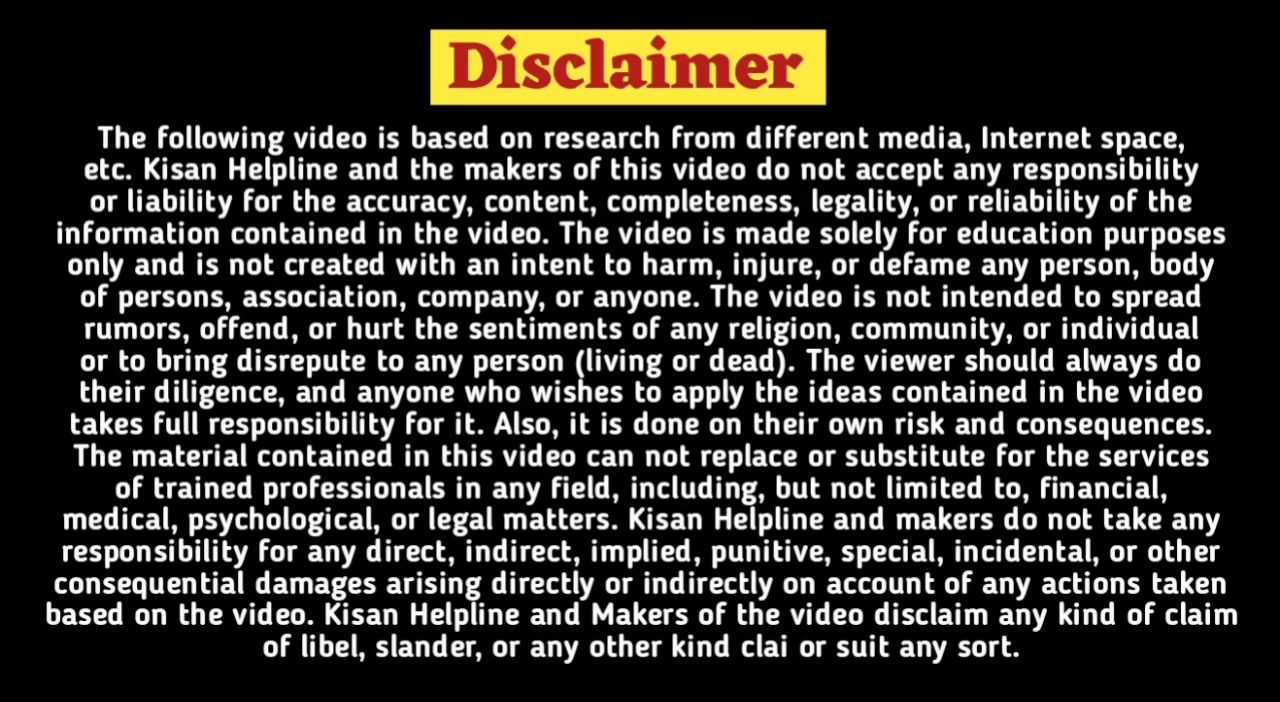 Disclaimer
The following video is based on research from different media, Internet space,
etc. Kisan Helpline and the makers of this video do not accept any responsibility
or liability for the accuracy, content, completeness, legality, or reliability of the
information contained in the video. The video is made solely for education purposes
only and is not created with an intent to harm, injure, or defame any person, body
of persons, association, company, or anyone. The video is not intended to spread
rumors, offend, or hurt the sentiments of any religion, community, or individual
or to bring disrepute to any person (living or dead). The viewer should always do
their diligence, and anyone who wishes to apply the ideas contained in the video
takes full responsibility for it. Also, it is done on their own risk and consequences.
The material contained in this video can not replace or substitute for the services
of trained professionals in any field, including, but not limited to, financial,
medical, psychological, or legal matters. Kisan Helpline and makers do not take any
responsibility for any direct, indirect, implied, punitive, special, incidental, or other
consequential damages arising directly or indirectly on account of any actions taken
based on the video. Kisan Helpline and Makers of the video disclaim any kind of claim
of libel, slander, or any other kind clai or suit any sort.